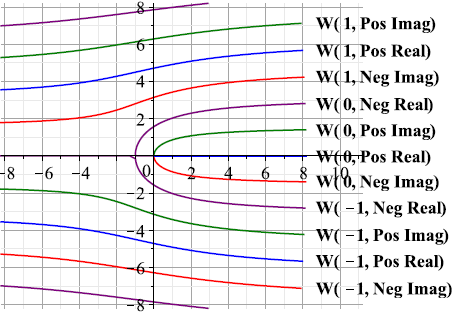 8
W( 1, Pos Imag)
6
W( 1, Pos Real)
4
W( 1, Neg Imag)
W( 0, Neg Real)
2
W( 0, Pos Imag)
W( 0, Pos Real)
-8 -6 -4 -2 0 2 4 6 8 10
W( 0, Neg Imag)
-2
W( -1, Neg Real)
-4
W( -1, Pos Imag)
W( -1, Pos Real)
-6
W( -1, Neg Imag)
-8